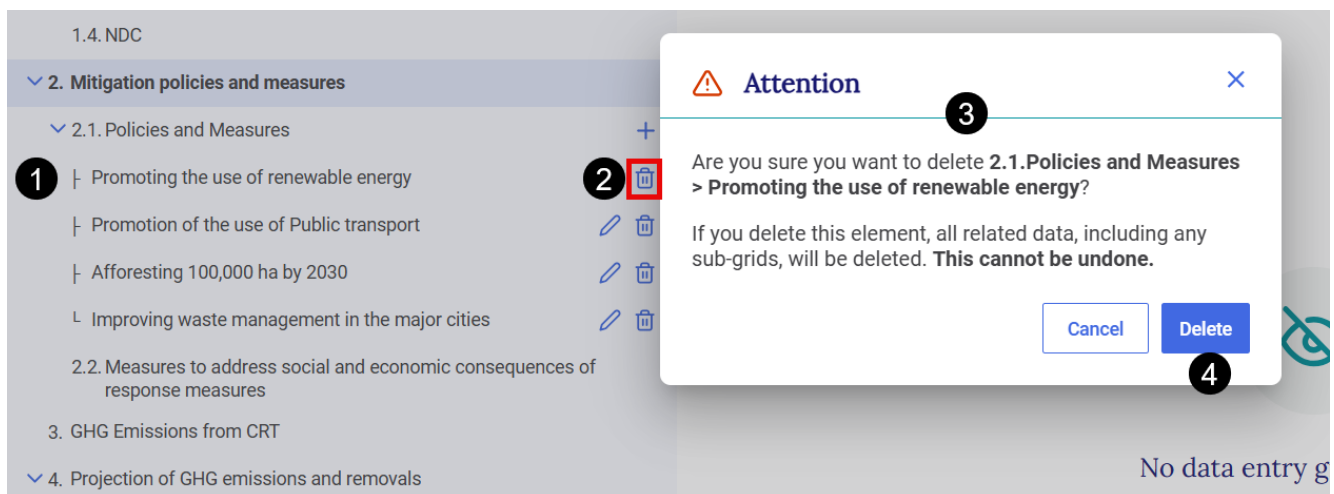 1.4. NDC
2. Mitigation policies and measures
2.1. Policies and Measures
1 Promoting the use of renewable energy 2
Promotion of the use of Public transport
Afforesting 100,000 ha by 2030
Improving waste management in the major cities
2.2. Measures to address social and economic consequences of
response measures
3. GHG Emissions from CRT
4. Projection of GHG emissions and removals
Attention
3
Are you sure you want to delete 2.1.Policies and Measures
> Promoting the use of renewable energy?
If you delete this element, all related data, including any
sub-grids, will be deleted. This cannot be undone.
Cancel Delete
4
No data entry g